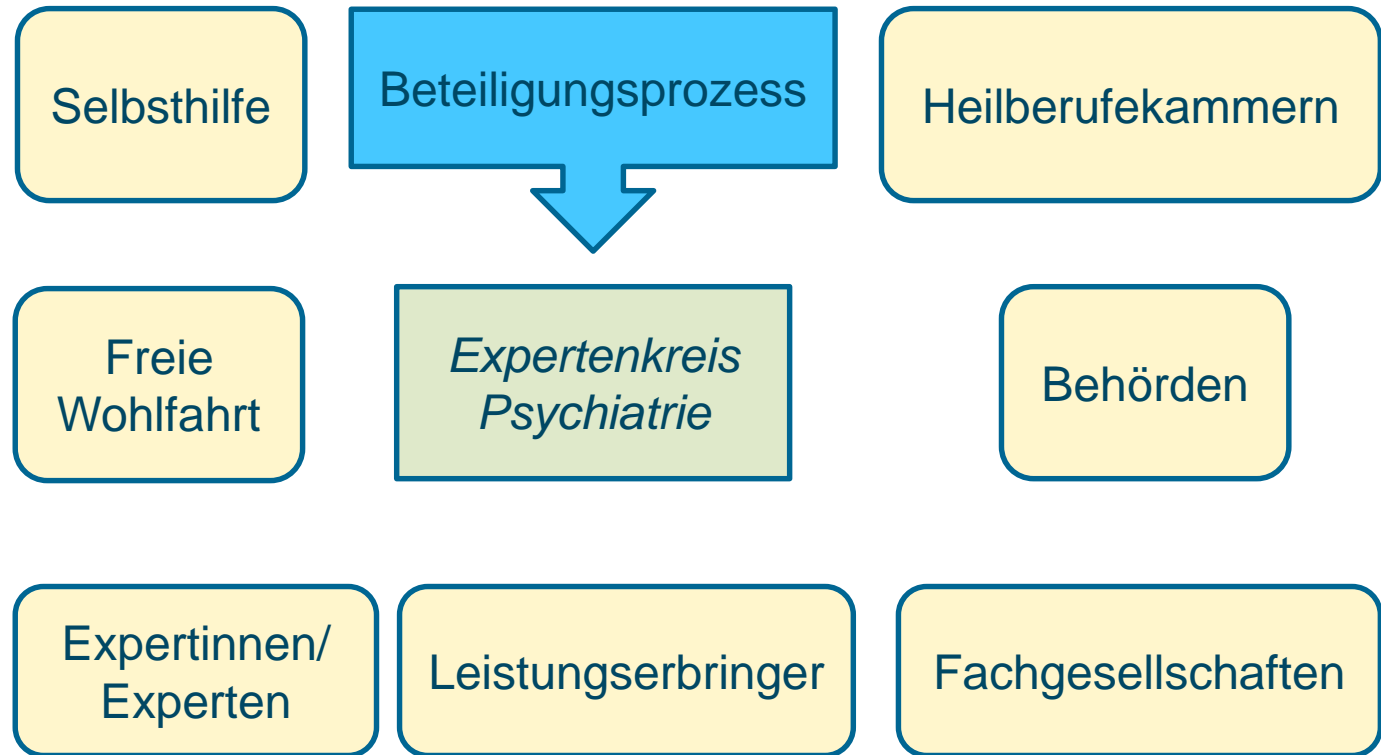 Selbsthilfe
Beteiligungsprozess
Heilberufekammern
Freie
Wohlfahrt
Expertenkreis
Psychiatrie
Behörden
Expertinnen/
Experten
Leistungserbringer
Fachgesellschaften